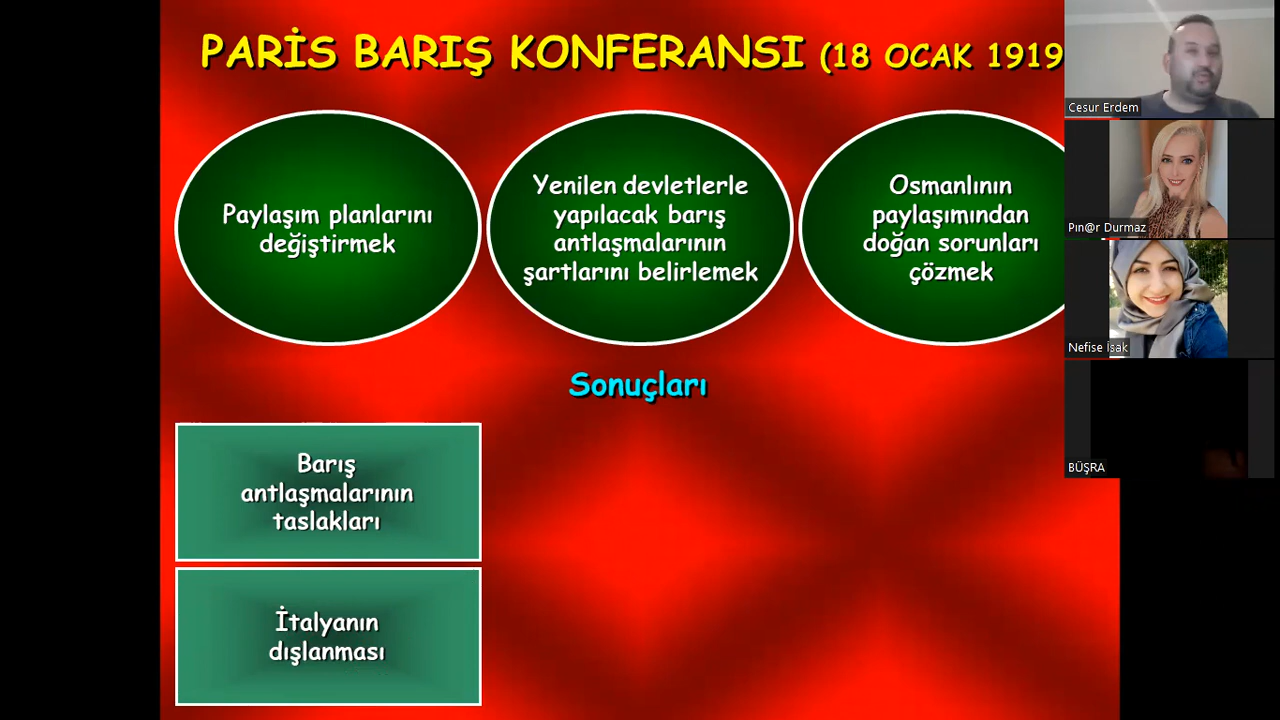 PARİS BARIŞ KONFERANSI (18 OCAK 1919
Paylaşım planlarını
değiştirmek
Yenilen devletlerle
yapılacak barış
antlaşmalarının
şartlarını belirlemek
Osmanlının
paylaşımından
doğan sorunları
çözmek
Sonuçları
Barış
antlaşmalarının
taslakları
İtalyanın
dışlanması
Cesur Erdem
Pın@r Durmaz
Nefise İsak
BÜŞRA